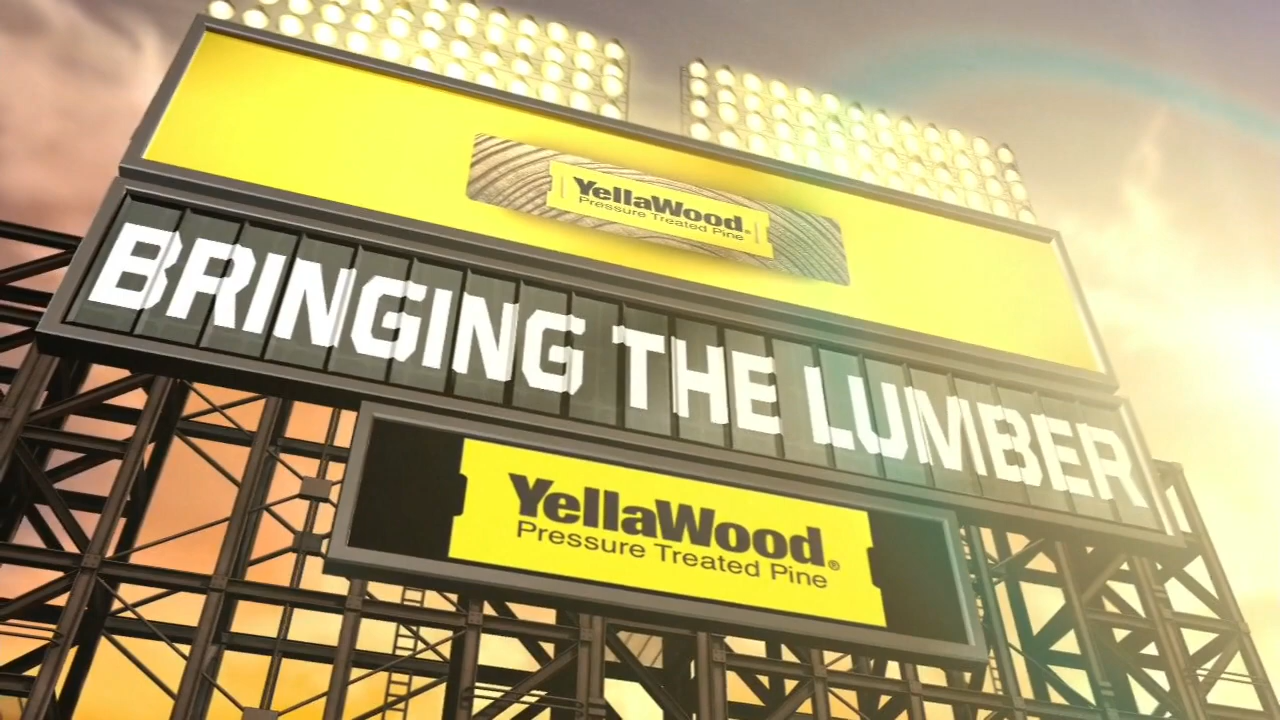 YellaWood®
Pressure Treated Pine
BRINGING THE LUMBER
YellaWood®
Pressure Treated Pine